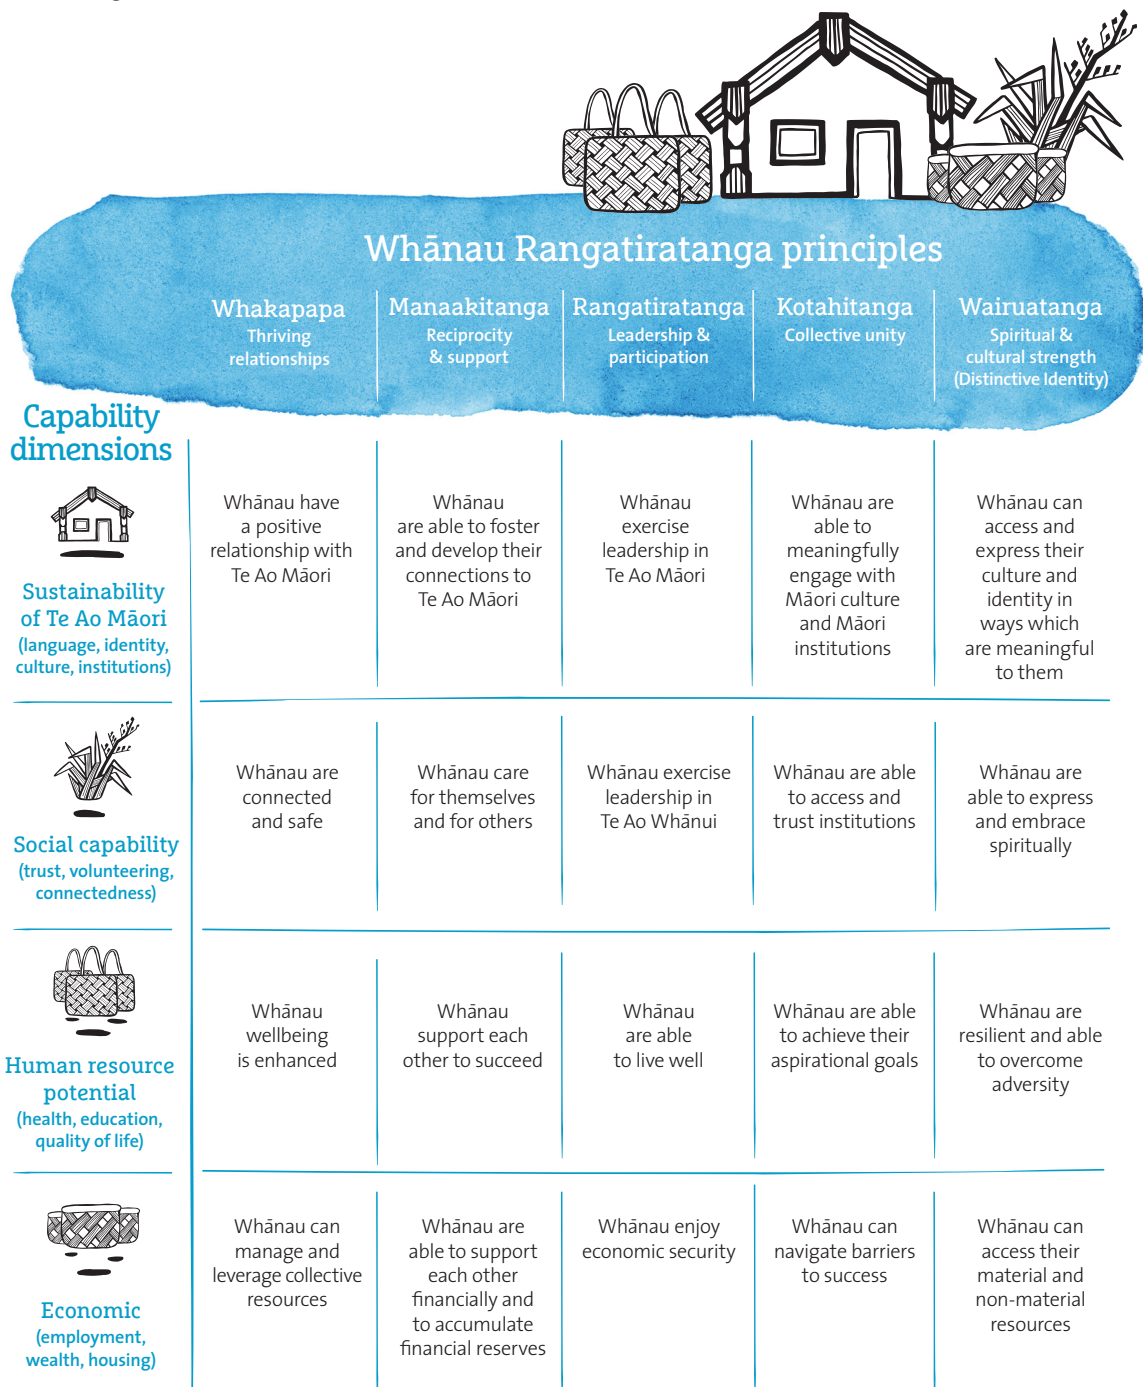 Whānau Rangatiratanga principles
Whakapapa
Thriving
relationships
Manaakitanga
Reciprocity
& support
Rangatiratanga
Leadership &
participation
Kotahitanga
Collective unity
Wairuatanga
Spiritual &
cultural strength
(Distinctive Identity)
Capability
dimensions
Sustainability
of Te Ao Māori
(language, identity,
culture, institutions)
Whānau have
a positive
relationship with
Te Ao Māori
Whānau
are able to foster
and develop their
connections to
Te Ao Māori
Whānau
exercise
leadership in
Te Ao Māori
Whānau are
able to
meaningfully
engage with
Māori culture
and Māori
institutions
Whānau can
access and
express their
culture and
identity in
ways which
are meaningful
to them
Social capability
(trust, volunteering,
connectedness)
Whānau are
connected
and safe
Whānau care
for themselves
and for others
Whānau exercise
leadership in
Te Ao Whānui
Whānau are able
to access and
trust institutions
Whānau are
able to express
and embrace
spiritually
Human resource
potential
(health, education,
quality of life)
Whānau
wellbeing
is enhanced
Whānau
support each
other to succeed
Whānau
are able
to live well
Whānau are able
to achieve their
aspirational goals
Whānau are
resilient and able
to overcome
adversity
Economic
(employment,
wealth, housing)
Whānau can
manage and
leverage collective
resources
Whānau are
able to support
each other
financially and
to accumulate
financial reserves
Whānau enjoy
economic security
Whānau can
navigate barriers
to success
Whānau can
access their
material and
non-material
resources